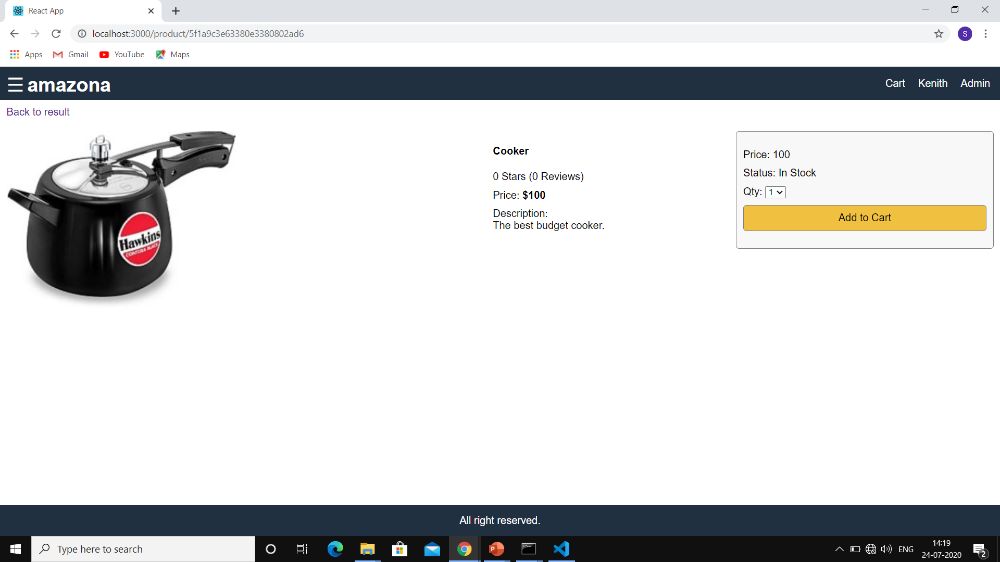 React App
localhost:3000/product/5f1a9c3e63380e3380802ad6
S
Apps
Gmail
YouTube
Maps
amazona
Cart
Kenith
Admin
Back to result
Hawkins
CONTURA BLACK
Cooker
0 Stars (0 Reviews)
Price: $100
Description:
The best budget cooker.
Price: 100
Status: In Stock
Qty: 1
Add to Cart
All right reserved.
Type here to search
P
ENG
14:19
24-07-2020
2